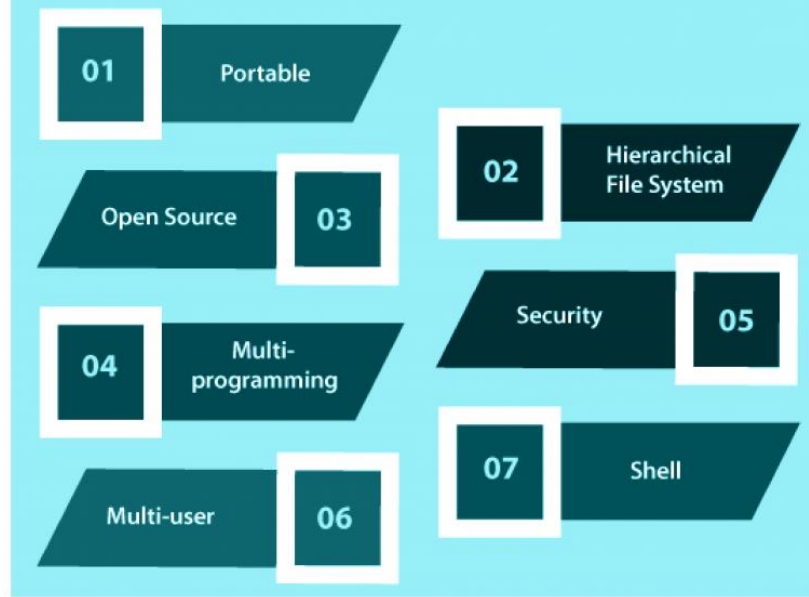 01
Portable
02
Hierarchical
File System
Open Source
03
Security
05
04
Multi-
programming
07
Shell
Multi-user
06